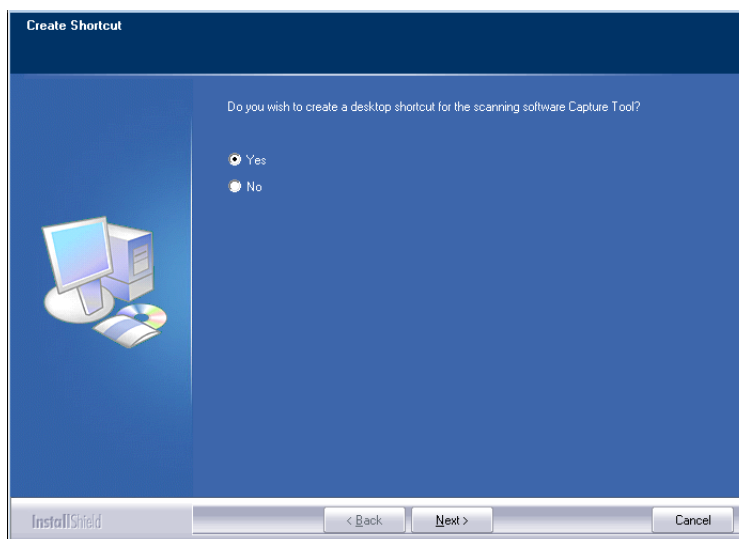 Create Shortcut
Do you wish to create a desktop shortcut for the scanning software Capture Tool?
Yes
No
InstallShield
< Back Next > Cancel